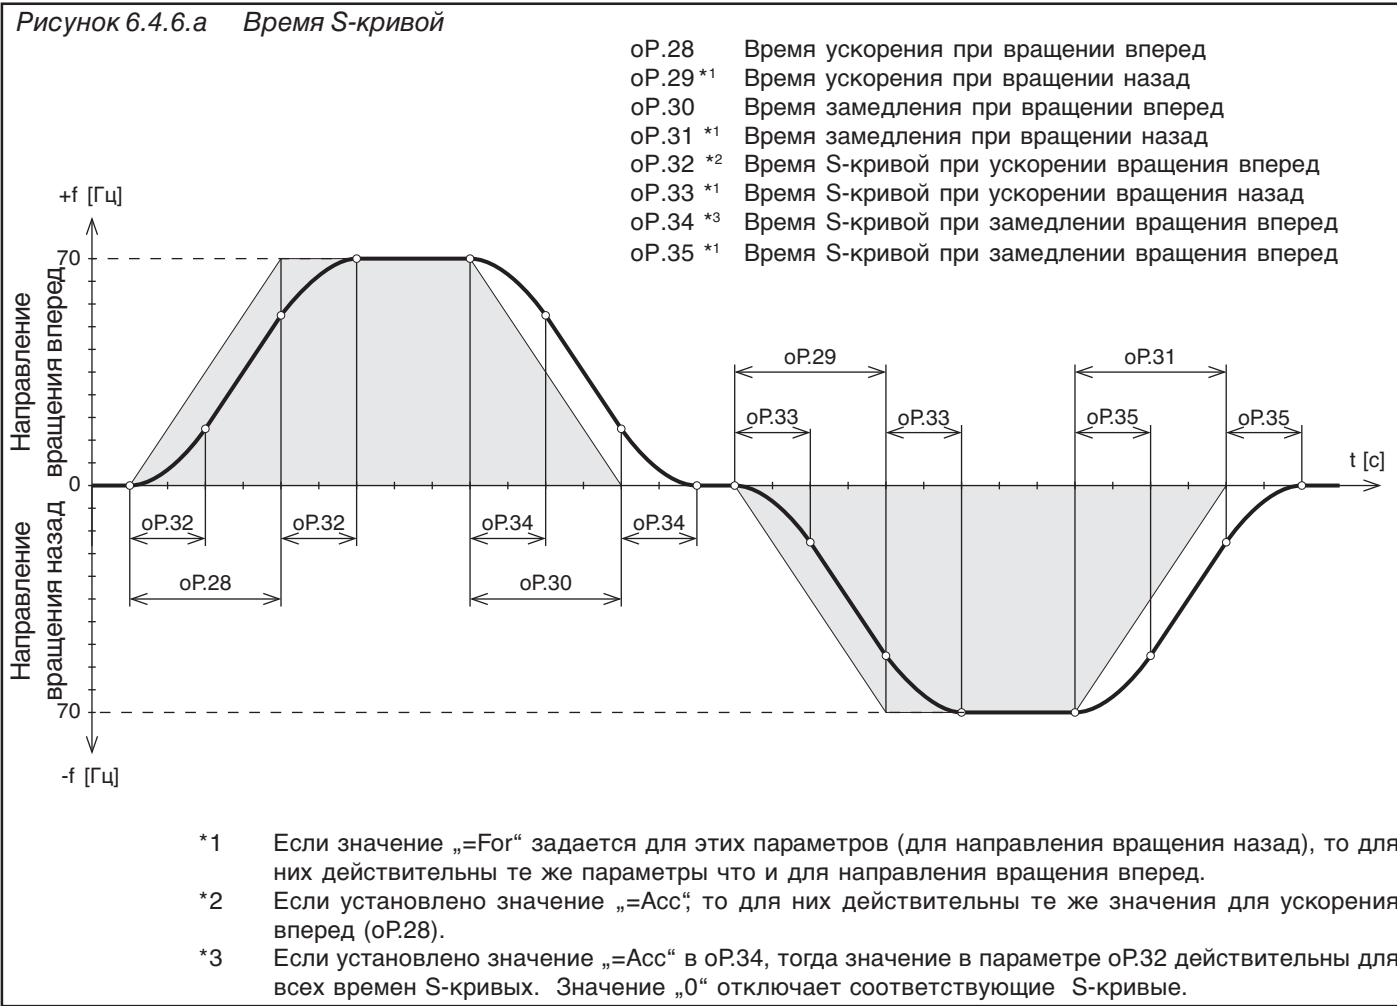 Рисунок 6.4.6.a Время S-кривой
oP.28 Время ускорения при вращении вперед
oP.29 *1 Время ускорения при вращении назад
oP.30 Время замедления при вращении вперед
oP.31 *1 Время замедления при вращении назад
oP.32 *2 Время S-кривой при ускорении вращения вперед
oP.33 *1 Время S-кривой при ускорении вращения назад
oP.34 *3 Время S-кривой при замедлении вращения вперед
oP.35 *1 Время S-кривой при замедлении вращения вперед
+f [Гц]
70
Направление
вращения вперед
oP.29
oP.31
oP.33
oP.33
oP.35
oP.35
t [c]
0
oP.32
oP.32
oP.34
oP.34
oP.28
oP.30
Направление
вращения назад
70
-f [Гц]
*1 Если значение „=For“ задается для этих параметров (для направления вращения назад), то для
них действительны те же параметры что и для направления вращения вперед.
*2 Если установлено значение „=Acc“, то для них действительны те же значения для ускорения
вперед (oP.28).
*3 Если установлено значение „=Acc“ в oP.34, тогда значение в параметре oP.32 действительны для
всех времен S-кривых. Значение „0“ отключает соответствующие S-кривые.